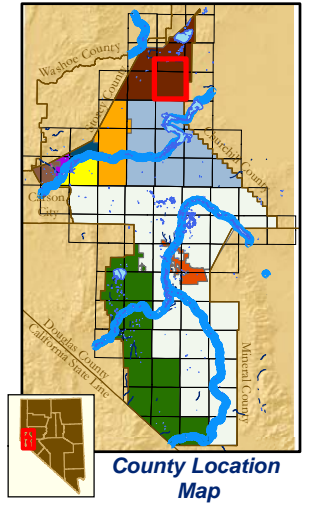 Washoe County
Storey County
Churchill County
Carson
City
Douglas County
California State Line
Mineral County
County Location
Map